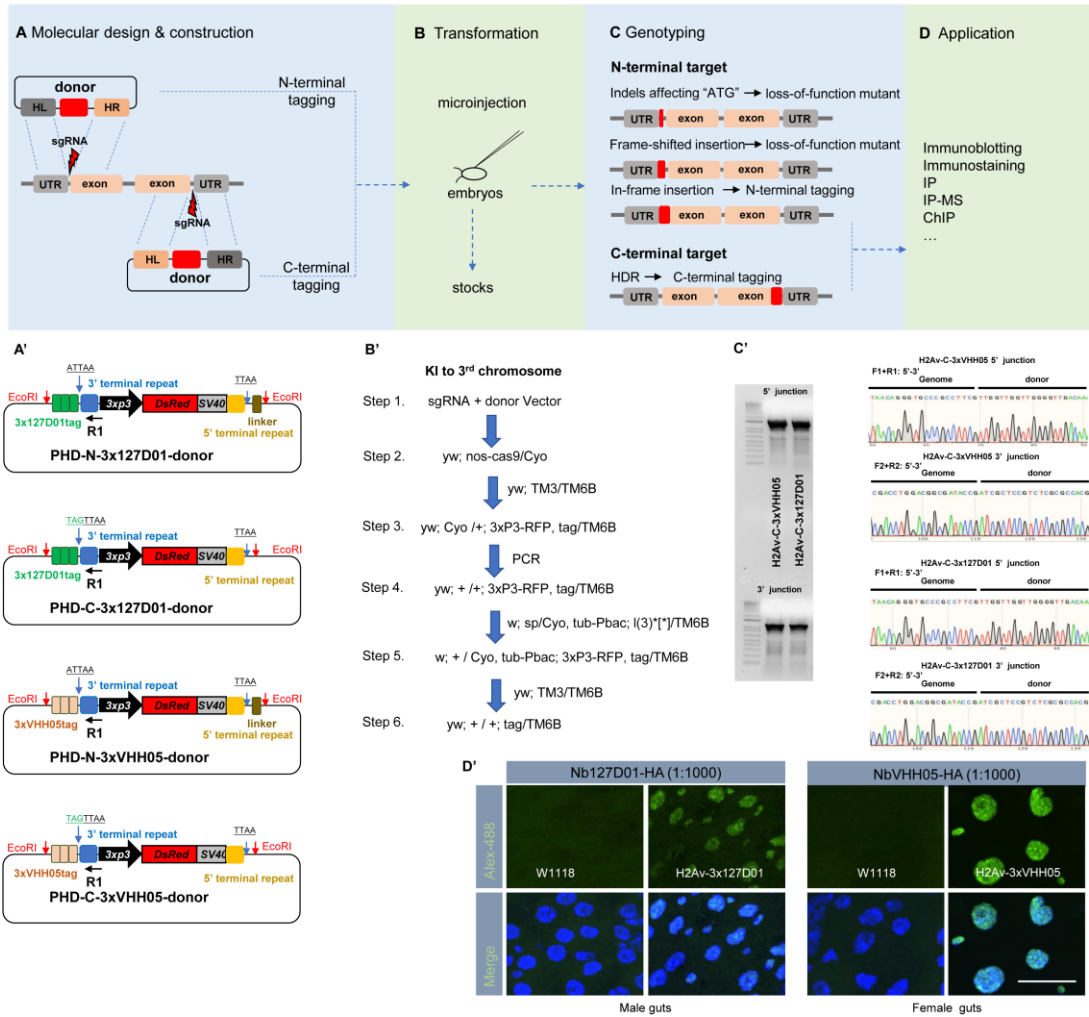 A Molecular design & construction
donor
HL
HR
N-terminal
tagging
sgRNA
UTR
exon
exon
UTR
sgRNA
HL
HR
donor
C-terminal
tagging
B Transformation
microinjection
embryos
stocks
C Genotyping
N-terminal target
Indels affecting “ATG” loss-of-function mutant
UTR exon exon UTR
Frame-shifted insertion loss-of-function mutant
UTR exon exon UTR
In-frame insertion N-terminal tagging
UTR exon exon UTR
C-terminal target
HDR C-terminal tagging
UTR exon exon UTR
D Application
Immunoblotting
Immunostaining
IP
IP-MS
ChIP
...
A'
ATTAA
3' terminal repeat
TTAA
EcoRI
3xp3
DsRed
SV40
EcoRI
3x127D01tag
R1
linker
5' terminal repeat
PHD-N-3x127D01-donor
TAGTTAA
3' terminal repeat
TTAA
EcoRI
3xp3
DsRed
SV40
EcoRI
3x127D01tag
R1
5' terminal repeat
PHD-C-3x127D01-donor
ATTAA
3' terminal repeat
TTAA
EcoRI
3xp3
DsRed
SV40
EcoRI
3xVHH05tag
R1
linker
5' terminal repeat
PHD-N-3xVHH05-donor
TAGTTAA
3' terminal repeat
TTAA
EcoRI
3xp3
DsRed
SV40
EcoRI
3xVHH05tag
R1
5' terminal repeat
PHD-C-3xVHH05-donor
B'
KI to 3rd chromosome
Step 1. sgRNA + donor Vector
Step 2. yw; nos-cas9/Cyo
yw; TM3/TM6B
Step 3. yw; Cyo /+; 3xP3-RFP, tag/TM6B
PCR
Step 4. yw; + /+; 3xP3-RFP, tag/TM6B
w; sp/Cyo, tub-Pbac; l(3)*[*]/TM6B
Step 5. w; + / Cyo, tub-Pbac; 3xP3-RFP, tag/TM6B
yw; TM3/TM6B
Step 6. yw; + / +; tag/TM6B
C'
5' junction
H2Av-C-3xVHH05
H2Av-C-3x127D01
3' junction
H2Av-C-3xVHH05 5' junction
F1+R1: 5'-3'
Genome donor
TAACAGGGTGCCCGCCTTCGTTGGTTGGTTGGGGTTGACAA
H2Av-C-3xVHH05 3' junction
F2+R2: 5'-3'
Genome donor
CGACCTGGACGGCGATACCGATCGCTCCGTCTCGCGCCACG
H2Av-C-3x127D01 5' junction
F1+R1: 5'-3'
Genome donor
TAACAGGGTGCCCGCCTTCGTTGGTTGGTTGGGGTTGACAA
H2Av-C-3x127D01 3' junction
F2+R2: 5'-3'
Genome donor
CGACCTGGACGGCGATACCGATCGCTCCGTCTCGCGCCACG
D'
Nb127D01-HA (1:1000)
NbVHH05-HA (1:1000)
Alex-488
W1118
H2Av-3x127D01
W1118
H2Av-3xVHH05
Merge
Male guts
Female guts